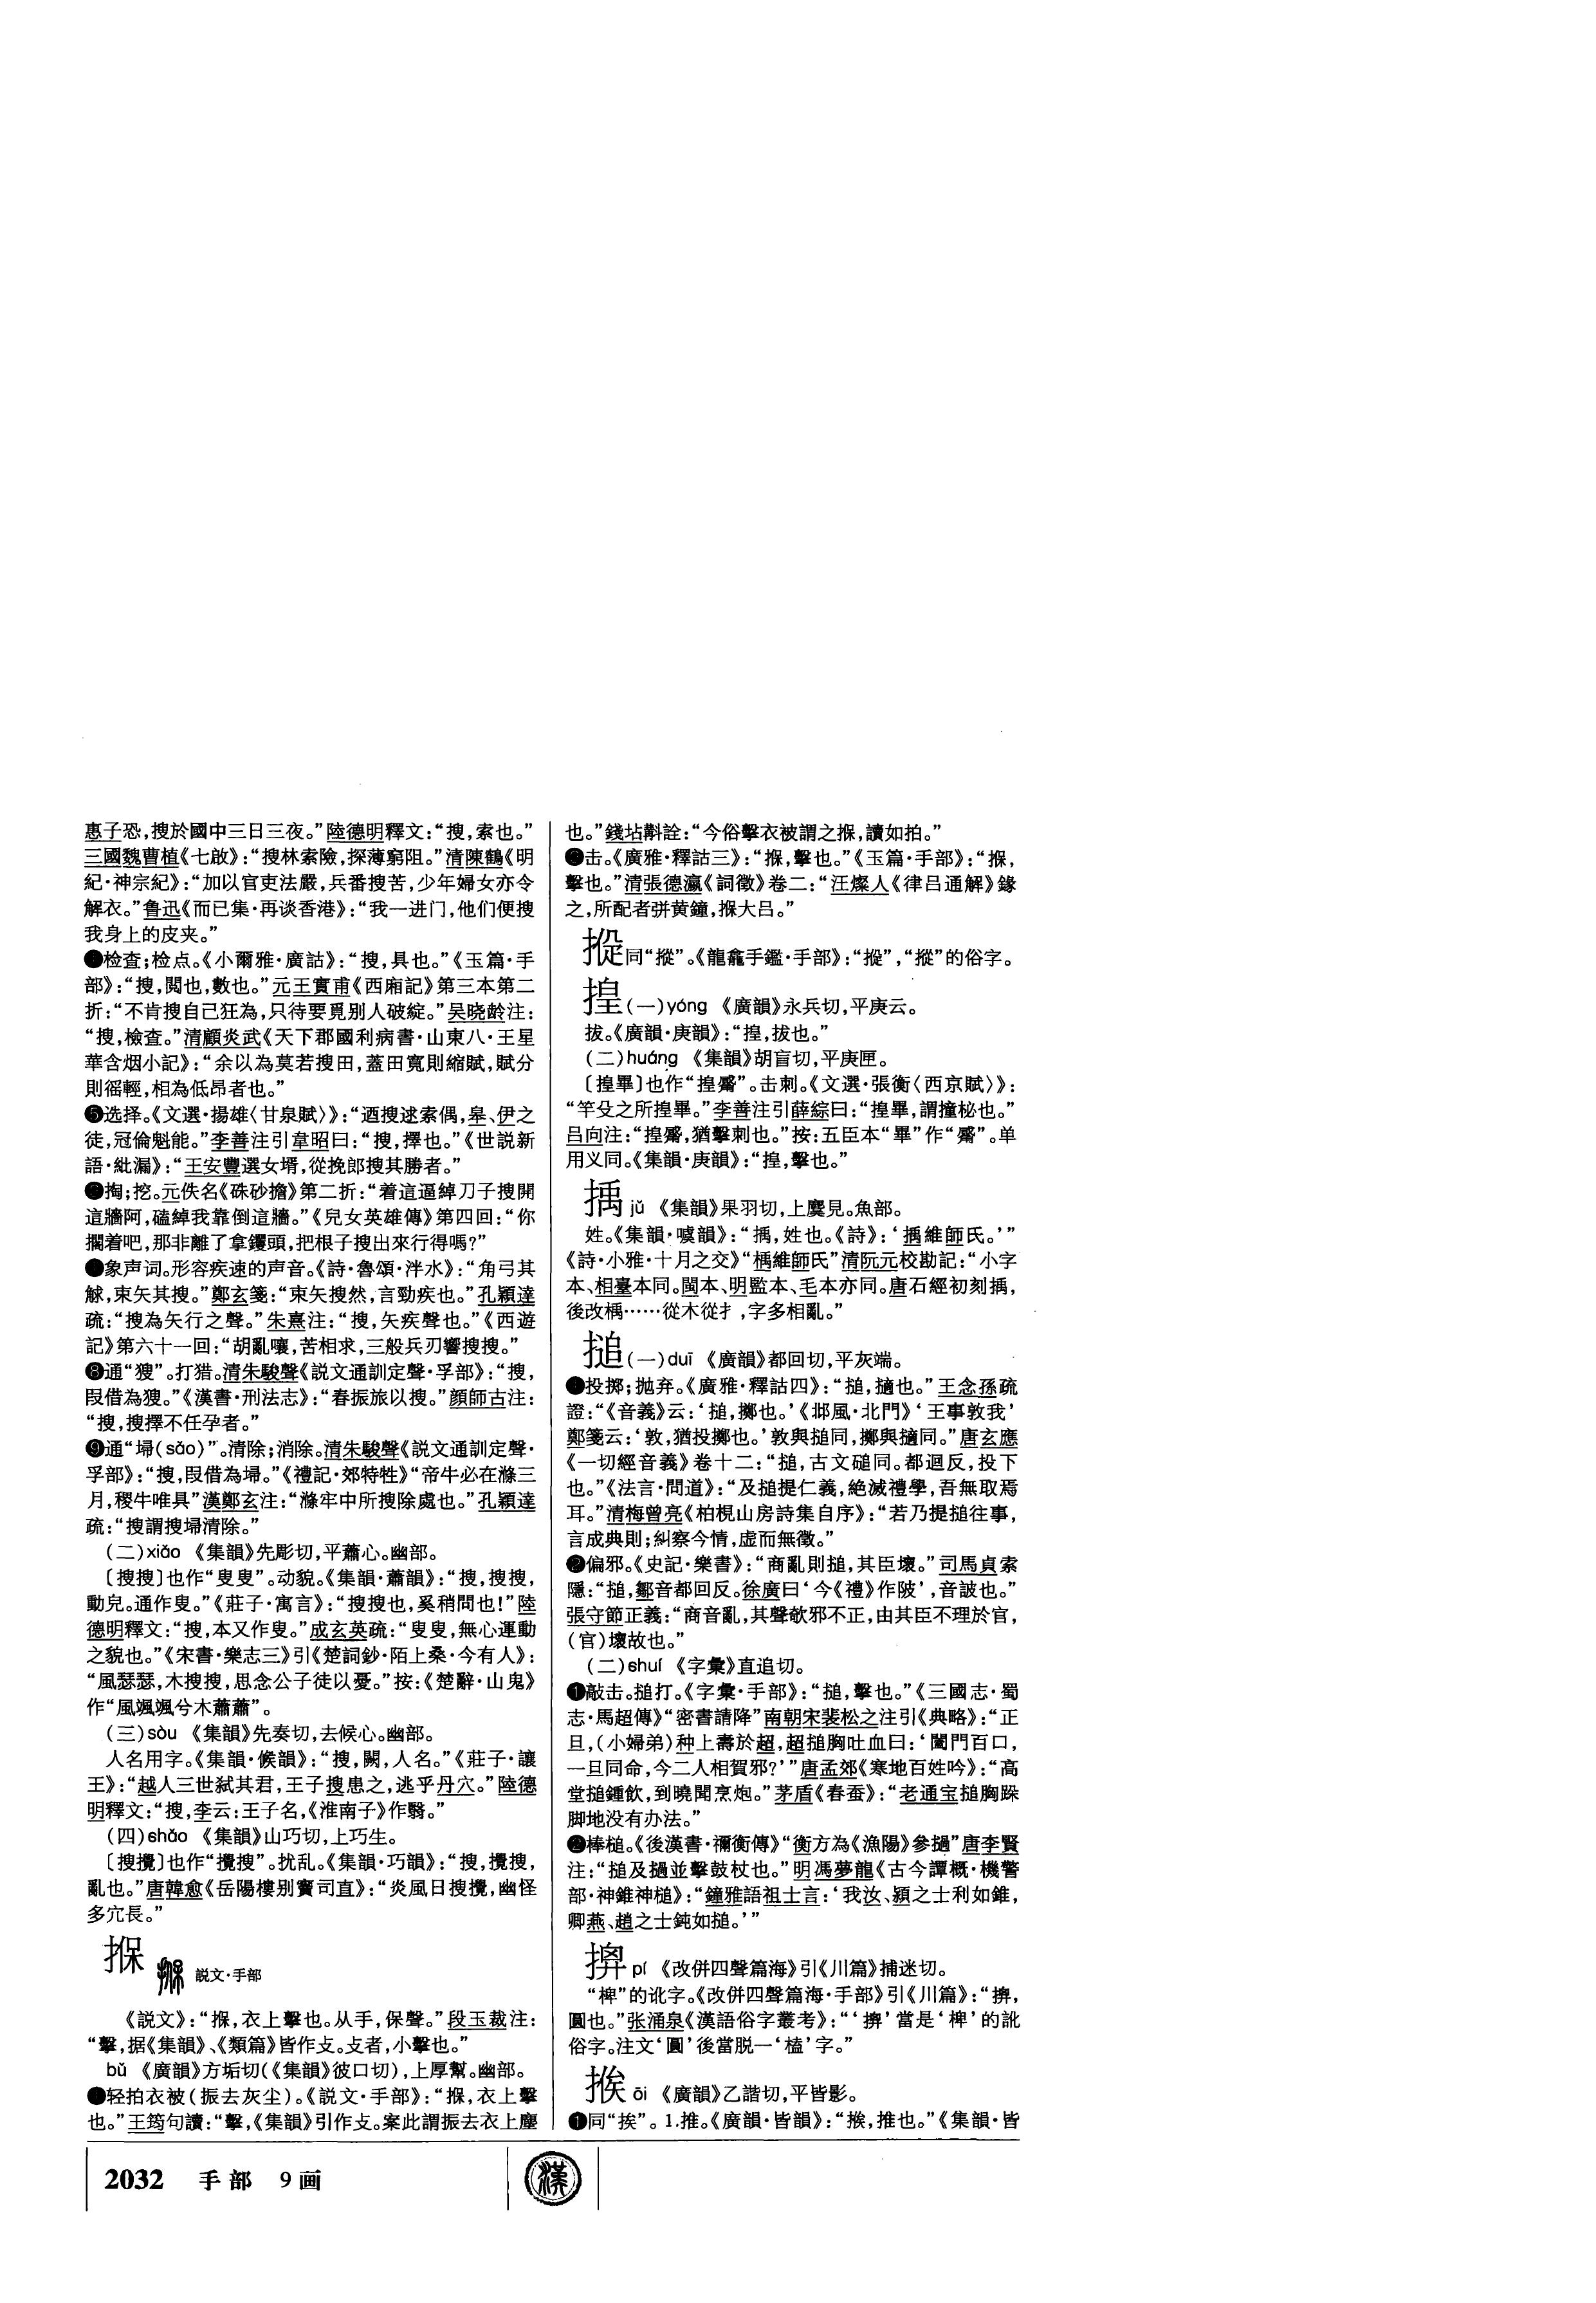 惠子恐,搜於國中三日三夜。”陸德明釋文:“搜,索也。”
三國魏曹植《七啟》:“搜林索險,探薄窮阻。”清陳鶴《明
紀·神宗紀》:“加以官吏法嚴,兵番搜苦,少年婦女亦令
解衣。”鲁迅《而已集·再谈香港》:“我一进门,他们便搜
我身上的皮夹。”
❹检查;检点。《小爾雅·廣詁》:“搜,具也。”《玉篇·手
部》:“搜,閲也,數也。”元王實甫《西廂記》第三本第二
折:“不肯搜自己狂為,只待要覓别人破綻。”吴晓龄注:
“搜,檢查。”清顧炎武《天下郡國利病書·山東八·王星
華含烟小記》:“余以為莫若搜田,蓋田寬則縮賦,賦分
則徭輕,相為低昂者也。”
❺选择。《文選·揚雄〈甘泉賦〉》:“迺搜逑索偶,皋、伊之
徒,冠倫魁能。”李善注引韋昭曰:“搜,擇也。”《世説新
語·紕漏》:“王安豐選女壻,從挽郎搜其勝者。”
❻掏;挖。元佚名《硃砂擔》第二折:“着這逼綽刀子搜開
這牆阿,磕綽我靠倒這牆。”《兒女英雄傳》第四回:“你
擱着吧,那非離了拿钁頭,把根子搜出來行得嗎?”
❼象声词。形容疾速的声音。《詩·魯頌·泮水》:“角弓其
觩,束矢其搜。”鄭玄箋:“束矢搜然,言勁疾也。”孔穎達
疏:“搜為矢行之聲。”朱熹注:“搜,矢疾聲也。”《西遊
記》第六十一回:“胡亂嚷,苦相求,三般兵刃響搜搜。”
❽通“獀”。打猎。清朱駿聲《説文通訓定聲·孚部》:“搜,
叚借為獀。”《漢書·刑法志》:“春振旅以搜。”顔師古注:
“搜,搜擇不任孕者。”
❾通“埽(sǎo)”。清除;消除。清朱駿聲《説文通訓定聲·
孚部》:“搜,叚借為埽。”《禮記·郊特牲》“帝牛必在滌三
月,稷牛唯具”漢鄭玄注:“滌牢中所搜除處也。”孔穎達
疏:“搜謂搜埽清除。”
(二)xiāo 《集韻》先彫切,平蕭心。幽部。
〔搜搜〕也作“叟叟”。动貌。《集韻·蕭韻》:“搜,搜搜,
動皃。通作叟。”《莊子·寓言》:“搜搜也,奚稍問也!”陸
德明釋文:“搜,本又作叟。”成玄英疏:“叟叟,無心運動
之貌也。”《宋書·樂志三》引《楚詞鈔·陌上桑·今有人》:
“風瑟瑟,木搜搜,思念公子徒以憂。”按:《楚辭·山鬼》
作“風颯颯兮木蕭蕭”。
(三)sòu 《集韻》先奏切,去候心。幽部。
人名用字。《集韻·候韻》:“搜,闕,人名。”《莊子·讓
王》:“越人三世弑其君,王子搜患之,逃乎丹穴。”陸德
明釋文:“搜,李云:王子名,《淮南子》作翳。”
(四)shǎo 《集韻》山巧切,上巧生。
〔搜攪〕也作“攪搜”。扰乱。《集韻·巧韻》:“搜,攪搜,
亂也。”唐韓愈《岳陽樓别竇司直》:“炎風日搜攪,幽怪
多宂長。”
㨐 説文·手部
《説文》:“㨐,衣上擊也。从手,保聲。”段玉裁注:
“擊,据《集韻》、《類篇》皆作攴。攴者,小擊也。”
bǔ 《廣韻》方垢切(《集韻》彼口切),上厚幫。幽部。
❶轻拍衣被(振去灰尘)。《説文·手部》:“㨐,衣上擊
也。”王筠句讀:“擊,《集韻》引作攴。案此謂振去衣上塵
也。”錢坫斠詮:“今俗擊衣被謂之㨐,讀如拍。”
❷击。《廣雅·釋詁三》:“㨐,擊也。”《玉篇·手部》:“㨐,
擊也。”清張德瀛《詞徵》卷二:“汪燦人《律吕通解》緣
之,所配者骿黄鐘,㨐大吕。”
同“摐”。《龍龕手鑑·手部》:“”,“摐”的俗字。
揘(一)yóng 《廣韻》永兵切,平庚云。
拔。《廣韻·庚韻》:“揘,拔也。”
(二)huáng 《集韻》胡盲切,平庚匣。
〔揘畢〕也作“揘觱”。击刺。《文選·張衡〈西京賦〉》:
“竿殳之所揘畢。”李善注引薛綜曰:“揘畢,謂撞柲也。”
吕向注:“揘觱,猶擊刺也。”按:五臣本“畢”作“觱”。单
用义同。《集韻·庚韻》:“揘,擊也。”
㨊 jǔ 《集韻》果羽切,上麌見。魚部。
姓。《集韻·噳韻》:“㨊,姓也。《詩》:‘㨊維師氏。’”
《詩·小雅·十月之交》“楀維師氏”清阮元校勘記:“小字
本、相臺本同。閩本、明監本、毛本亦同。唐石經初刻㨊,
後改楀……從木從扌,字多相亂。”
搥(一)duī 《廣韻》都回切,平灰端。
❶投掷;抛弃。《廣雅·釋詁四》:“搥,擿也。”王念孫疏
證:“《音義》云:‘搥,擲也。’《邶風·北門》‘王事敦我’
鄭箋云:‘敦,猶投擲也。’敦與搥同,擲與擿同。”唐玄應
《一切經音義》卷十二:“搥,古文磓同。都迴反,投下
也。”《法言·問道》:“及搥提仁義,絶滅禮學,吾無取焉
耳。”清梅曾亮《柏梘山房詩集自序》:“若乃提搥往事,
言成典則;糾察今情,虚而無徵。”
❷偏邪。《史記·樂書》:“商亂則搥,其臣壞。”司馬貞索
隱:“搥,鄒音都回反。徐廣曰‘今《禮》作陂’,音詖也。”
張守節正義:“商音亂,其聲欹邪不正,由其臣不理於官,
(官)壞故也。”
(二)chuí 《字彙》直追切。
❶敲击。搥打。《字彙·手部》:“搥,擊也。”《三國志·蜀
志·馬超傳》“密書請降”南朝宋裴松之注引《典略》:“正
旦,(小婦弟)种上壽於超,超搥胸吐血曰:‘闔門百口,
一旦同命,今二人相賀邪?’”唐孟郊《寒地百姓吟》:“高
堂搥鍾飲,到曉聞烹炮。”茅盾《春蚕》:“老通宝搥胸跺
脚地没有办法。”
❷棒槌。《後漢書·禰衡傳》“衡方為《漁陽》參撾”唐李賢
注:“搥及撾並擊鼓杖也。”明馮夢龍《古今譚概·機警
部·神錐神槌》:“鐘雅語祖士言:‘我汝、潁之士利如錐,
卿燕、趙之士鈍如搥。’”
pí 《改併四聲篇海》引《川篇》捕迷切。
“椑”的讹字。《改併四聲篇海·手部》引《川篇》:“,
圓也。”张涌泉《漢語俗字叢考》:“‘’當是‘椑’的訛
俗字。注文‘圓’後當脱一‘榼’字。”
㨟 āi 《廣韻》乙諧切,平皆影。
❶同“挨”。1.推。《廣韻·皆韻》:“㨟,推也。”《集韻·皆
2032 手部 9画
漢